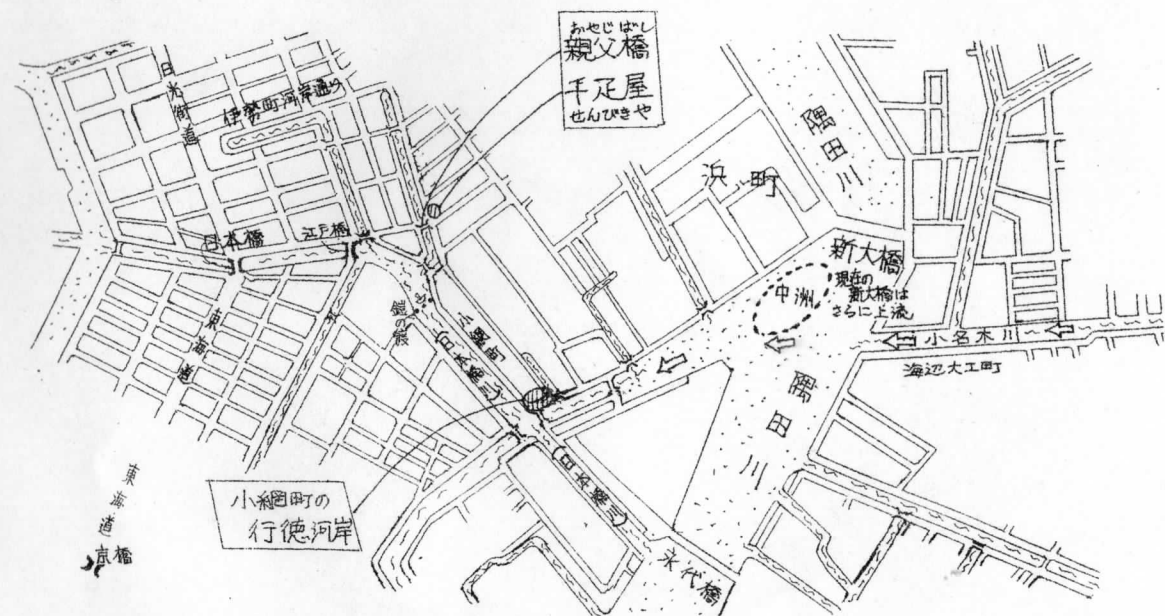 おやじばし
親父橋
千疋屋
せんびきや
日光街道
伊勢町河岸通り
隅田川
浜町
日本橋
江戸橋
新大橋
現在の
新大橋は
さらに上流
中洲
鎧の渡
小網町
(日本橋川)
小名木川
海辺大工町
東海道
隅田川
(日本橋川)
小網町の
行徳河岸
東海道
京橋
永代橋